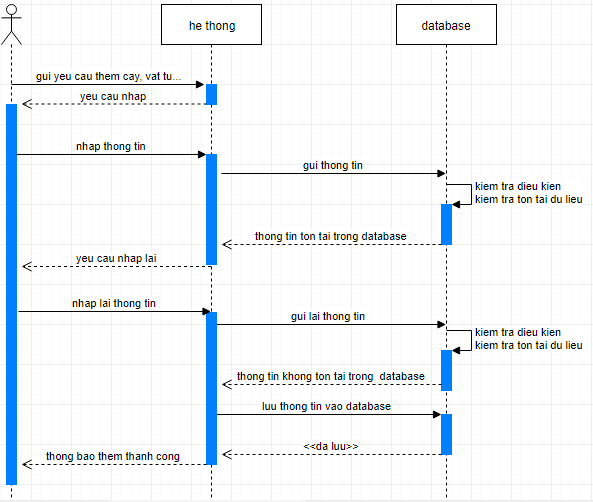 he thong
database
gui yeu cau them cay, vat tu...
yeu cau nhap
nhap thong tin
gui thong tin
kiem tra dieu kien
kiem tra ton tai du lieu
thong tin ton tai trong database
yeu cau nhap lai
nhap lai thong tin
gui lai thong tin
kiem tra dieu kien
kiem tra ton tai du lieu
thong tin khong ton tai trong database
luu thong tin vao database
<<da luu>>
thong bao them thanh cong